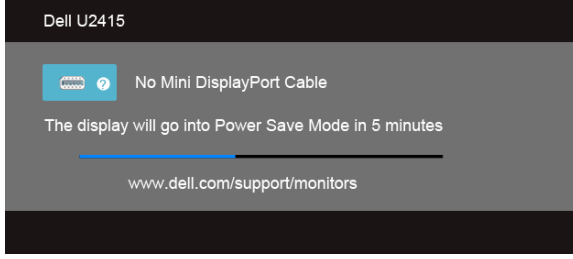 Dell U2415
? No Mini DisplayPort Cable
The display will go into Power Save Mode in 5 minutes
www.dell.com/support/monitors